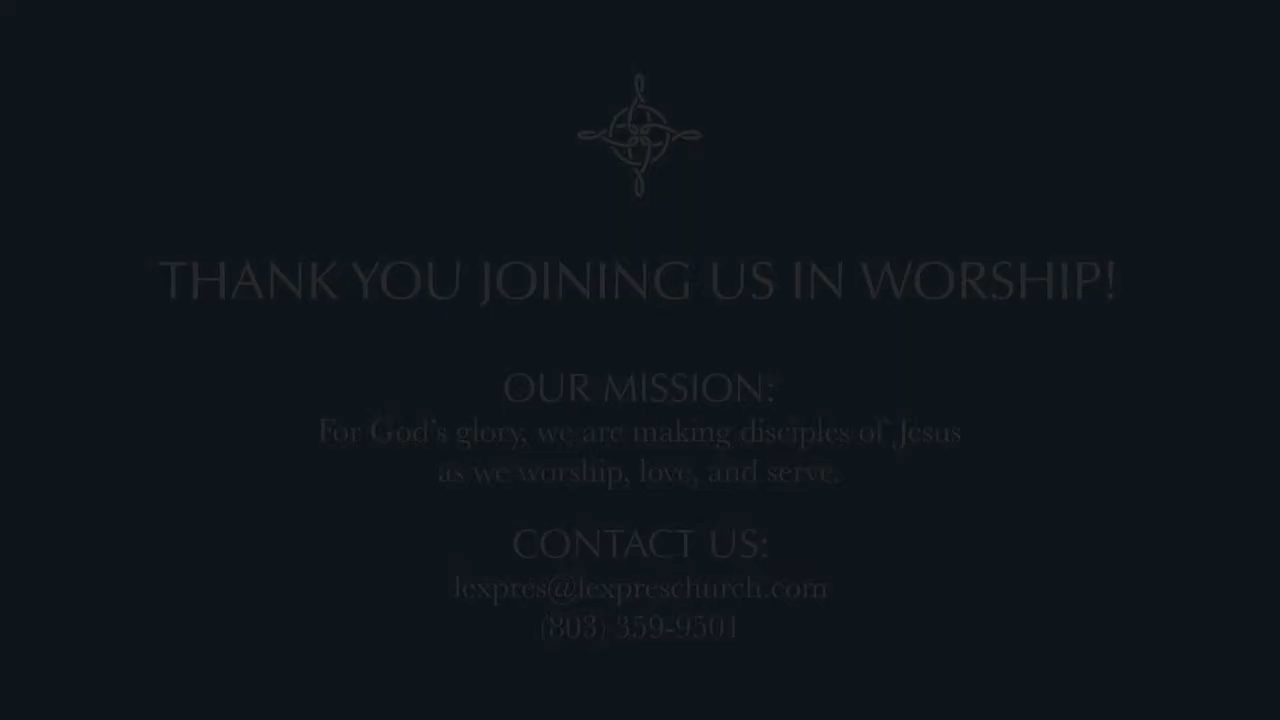 THANK YOU JOINING US IN WORSHIP!
OUR MISSION:
For God's glory, we are making disciples of Jesus
as we worship, love, and serve.
CONTACT US:
lexpres@lexpreschurch.com
(803) 359-9501